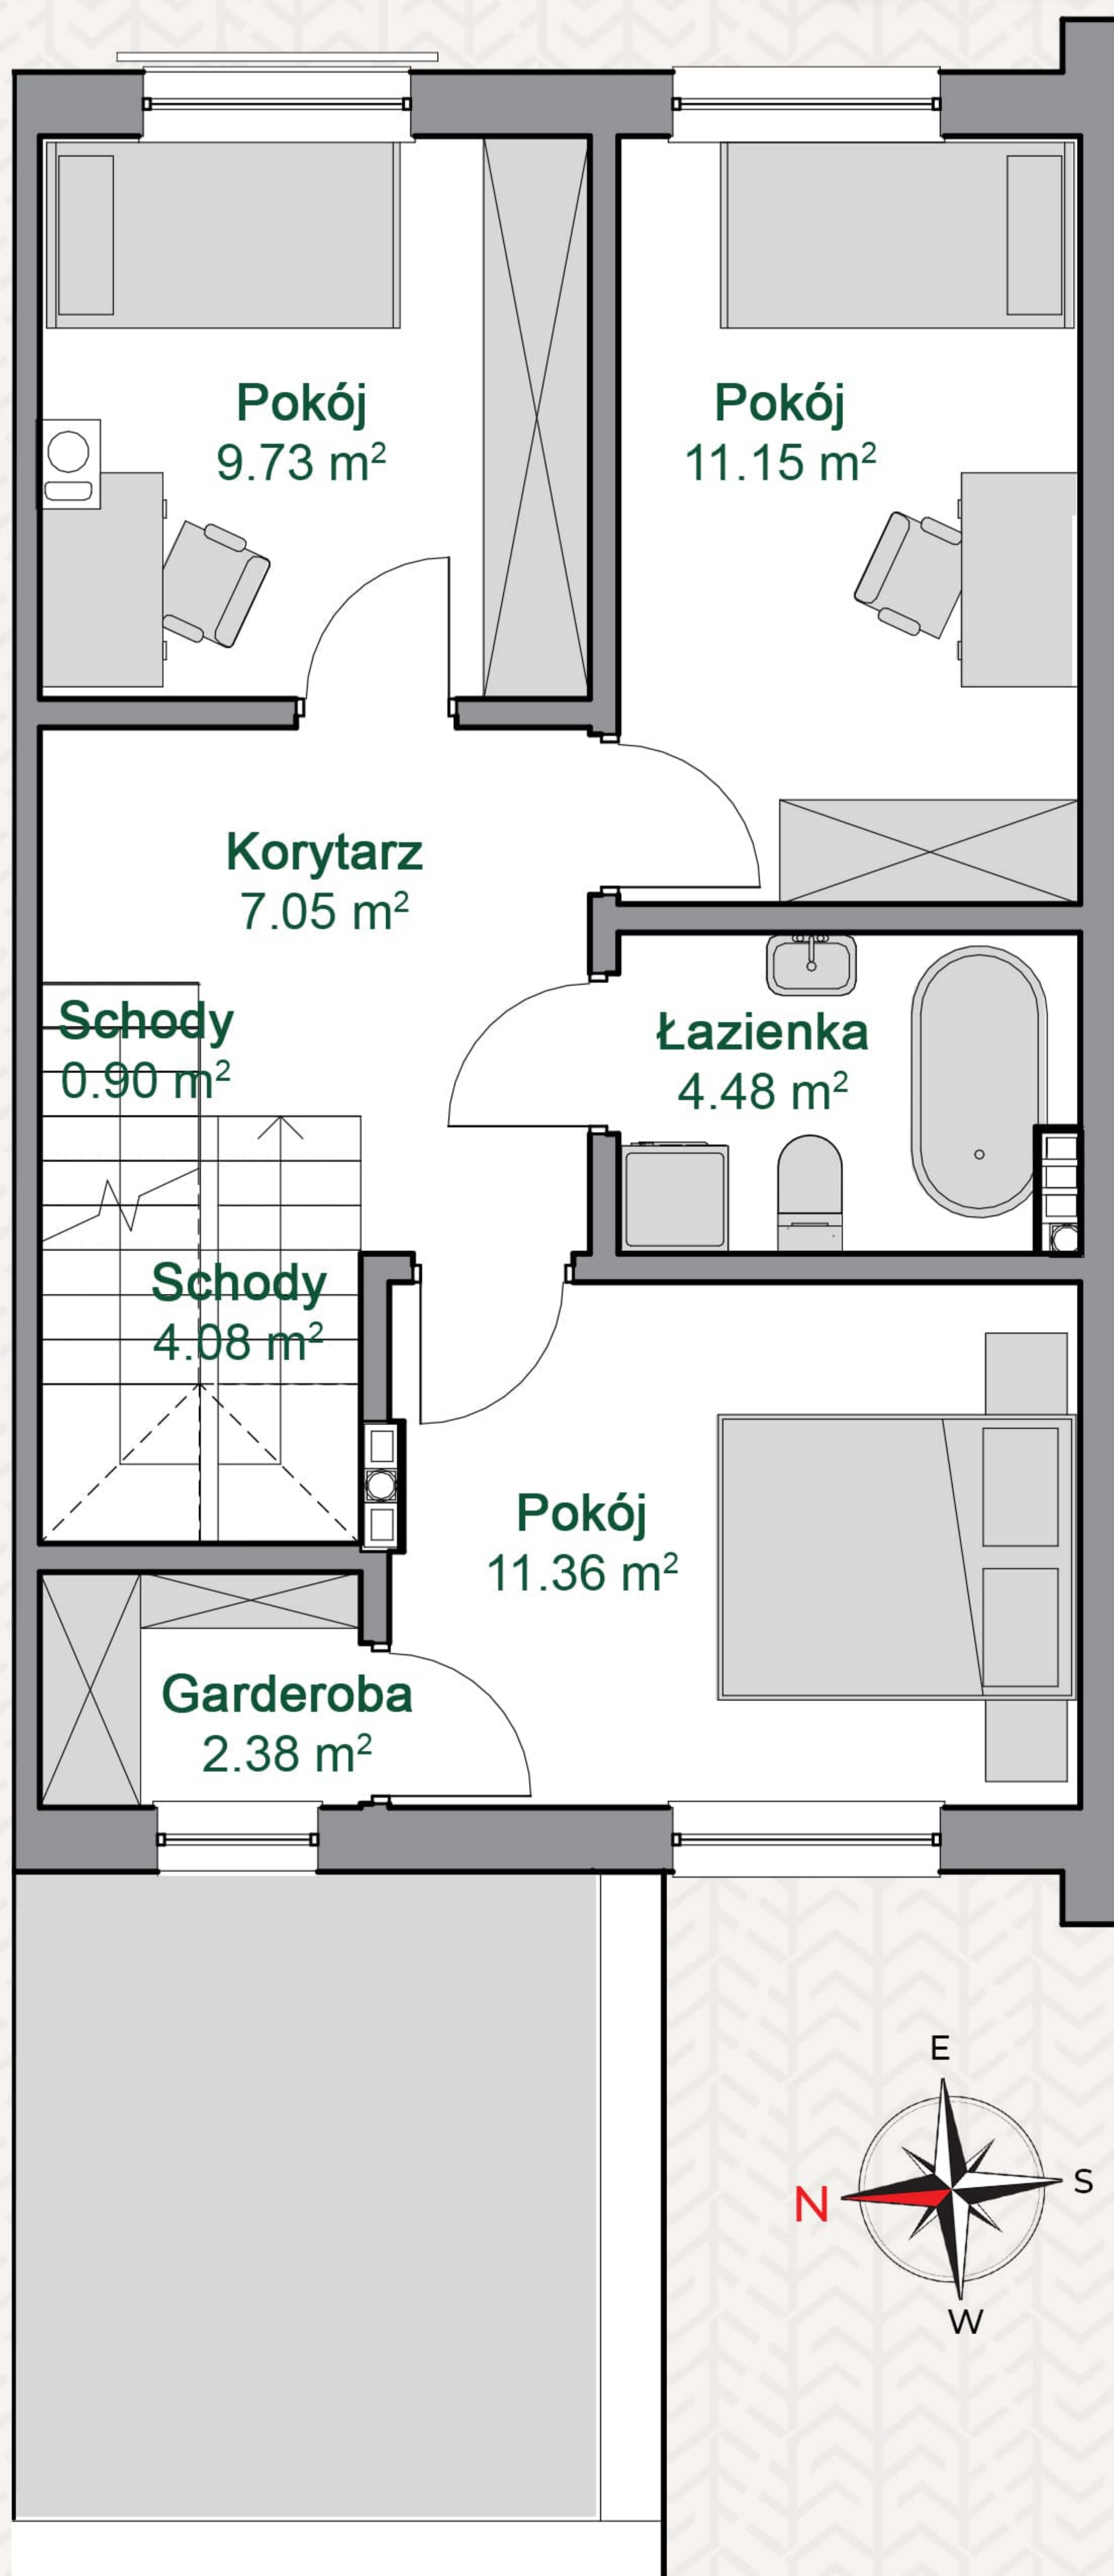 Pokój
9.73 m²
Pokój
11.15 m²
Korytarz
7.05 m²
Schody
0.90 m²
Łazienka
4.48 m²
Schody
4.08 m²
Pokój
11.36 m²
Garderoba
2.38 m²
E
N
S
W